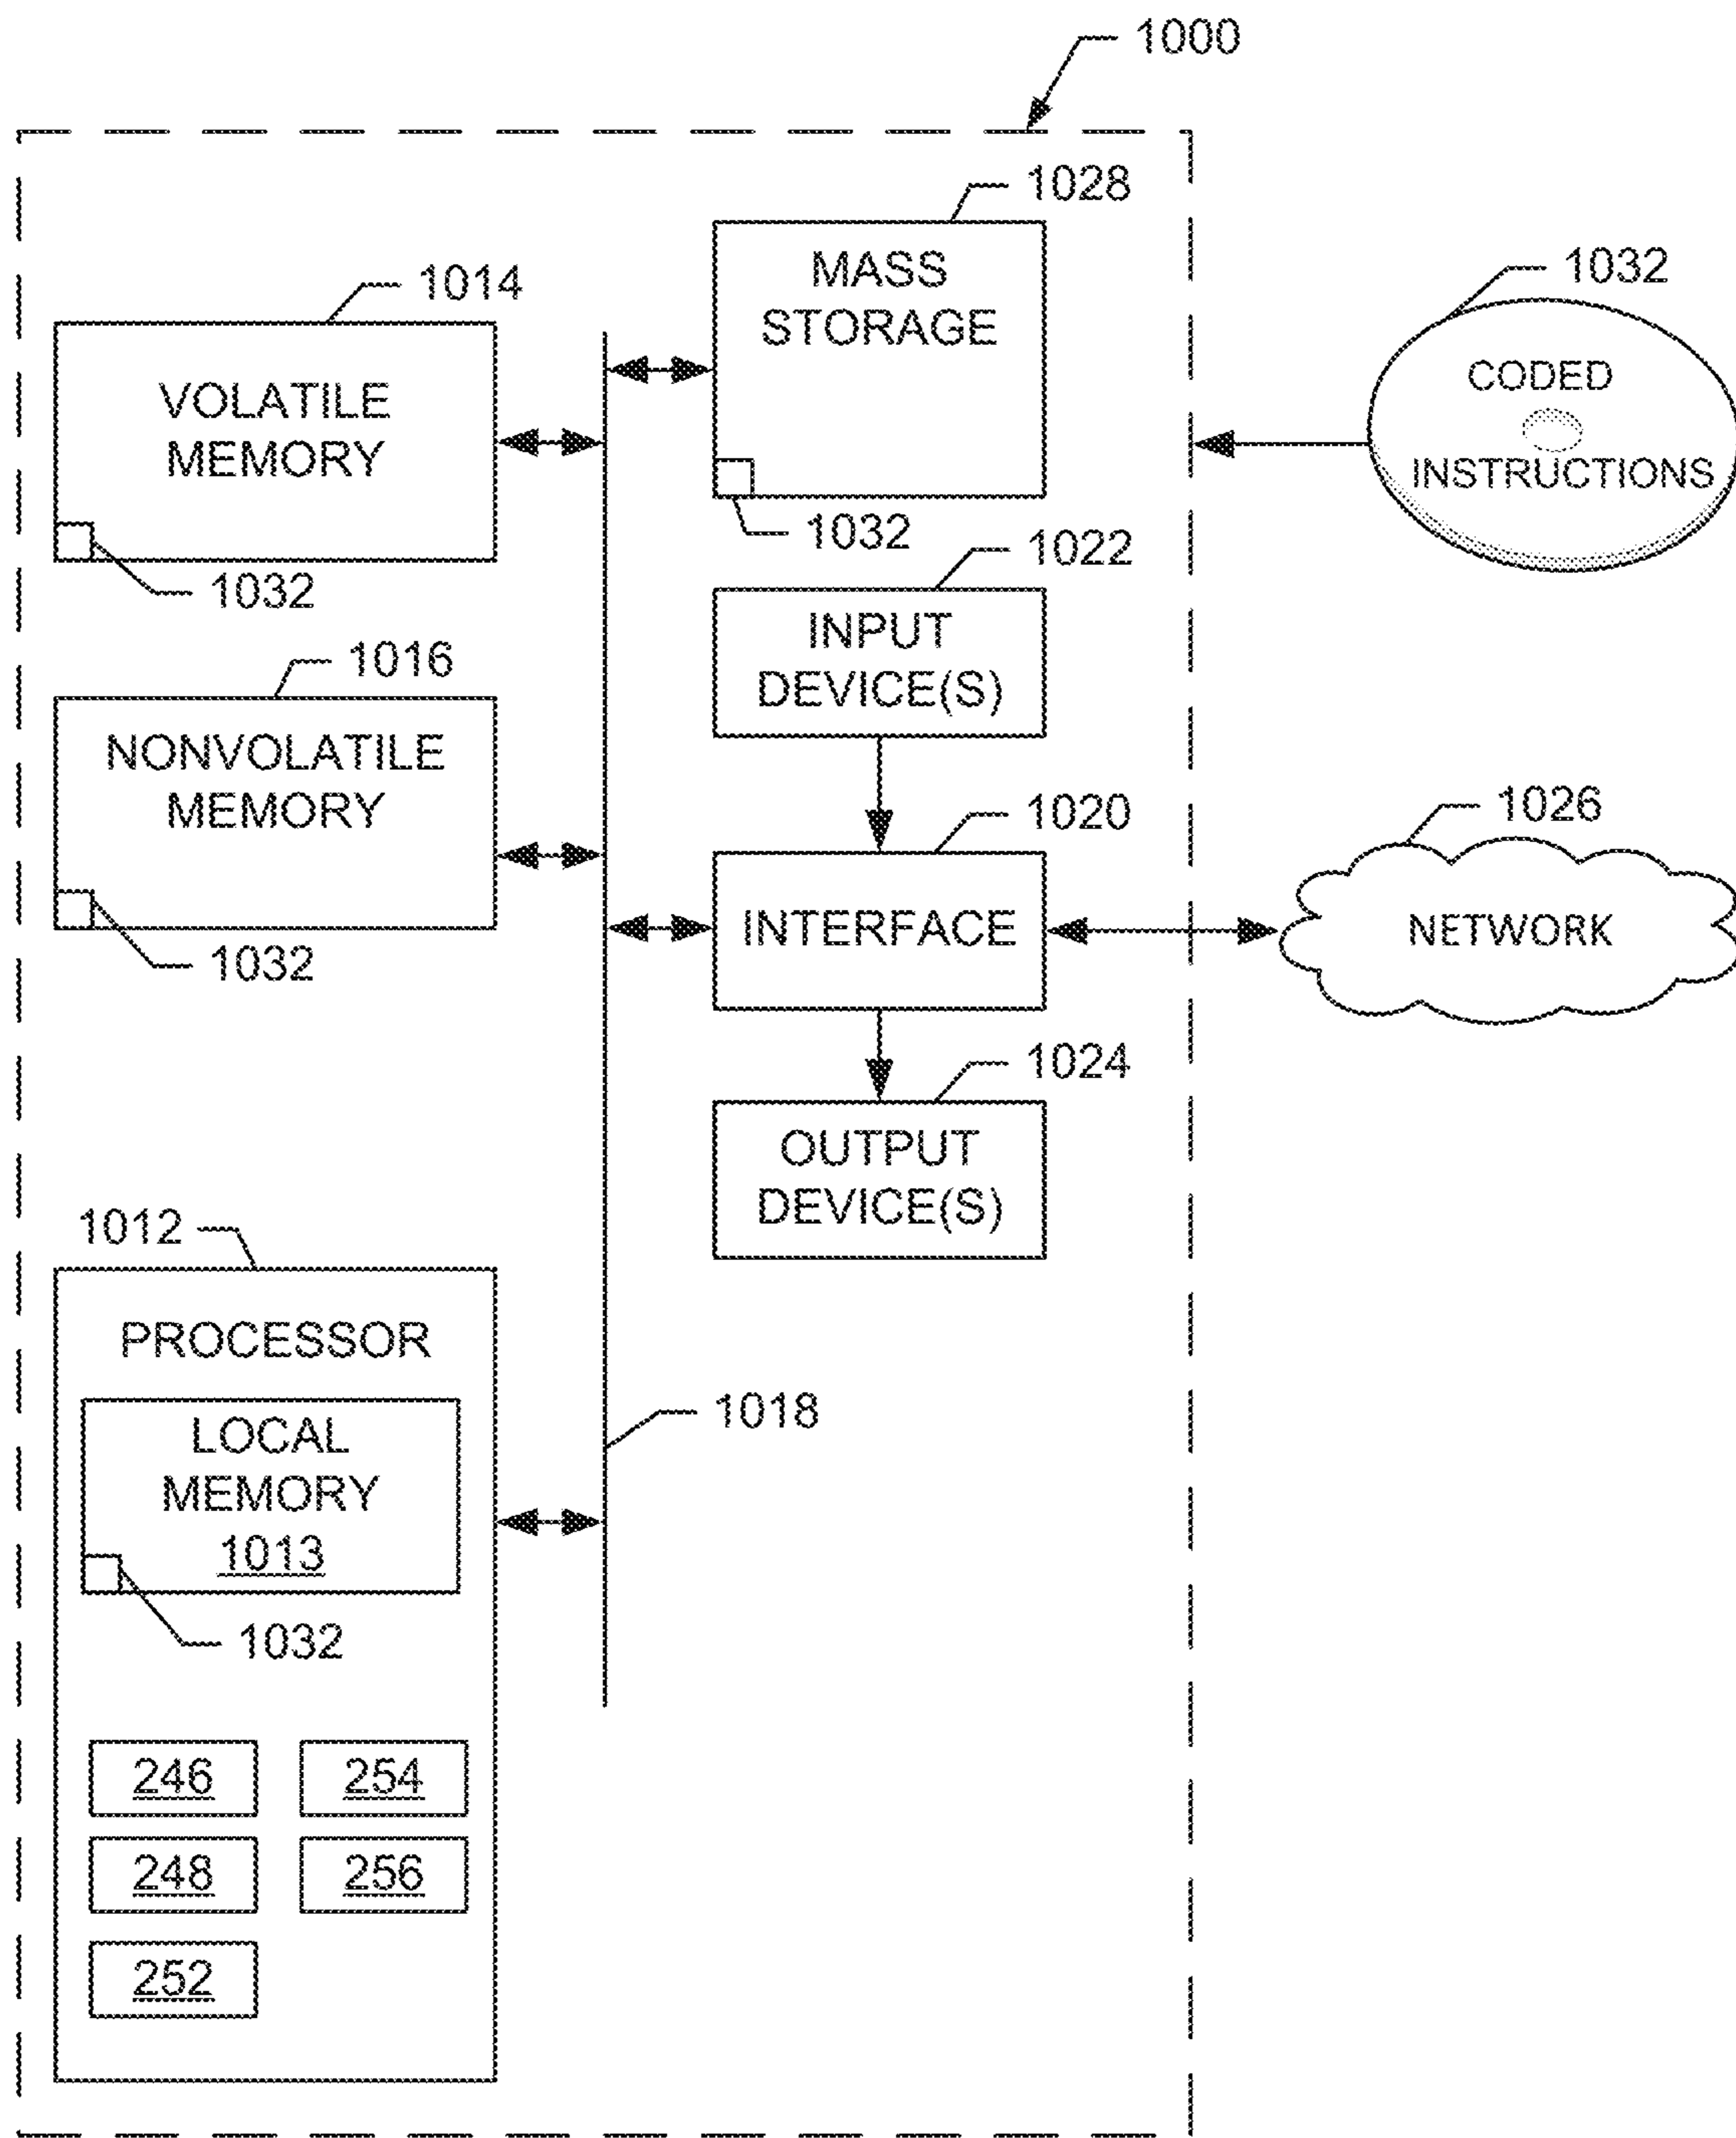 1000
1028
MASS
STORAGE
1032
1014
VOLATILE
MEMORY
1032
1032
CODED
INSTRUCTIONS
1022
INPUT
DEVICE(S)
1016
NONVOLATILE
MEMORY
1032
1020
INTERFACE
1026
NETWORK
1024
OUTPUT
DEVICE(S)
1012
PROCESSOR
LOCAL
MEMORY
1013
1032
1018
246
254
248
256
252